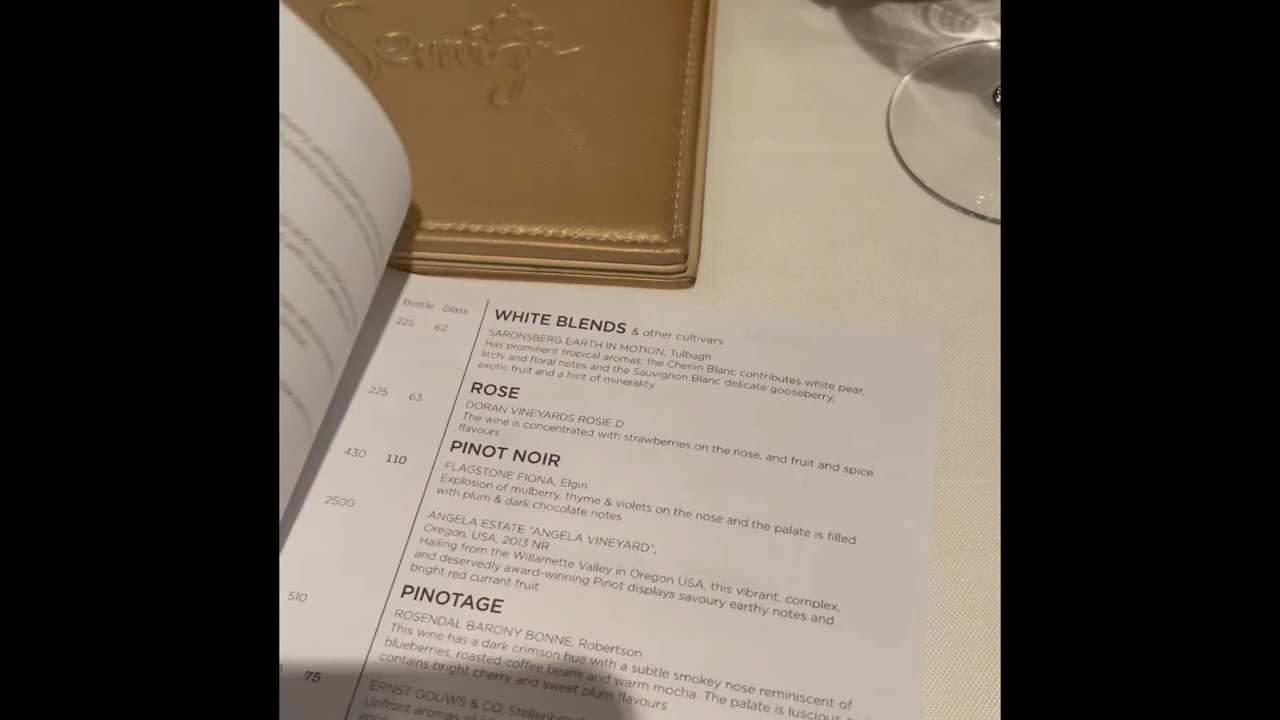 Bottle Glass
WHITE BLENDS & other cultivars
225 62
SARONSBERG EARTH IN MOTION, Tulbagh
Has prominent tropical aromas, the Chenin Blanc contributes white pear,
litchi and floral notes and the Sauvignon Blanc delicate gooseberry,
exotic fruit and a hint of minerality
ROSE
225 63
DORAN VINEYARDS ROSIE D
The wine is concentrated with strawberries on the nose, and fruit and spice
flavours
PINOT NOIR
430 110
FLAGSTONE FIONA, Elgin
Explosion of mulberry, thyme & violets on the nose and the palate is filled
with plum & dark chocolate notes
2500
ANGELA ESTATE "ANGELA VINEYARD",
Oregon, USA, 2013 NR
Hailing from the Willamette Valley in Oregon USA, this vibrant, complex,
and deservedly award-winning Pinot displays savoury earthy notes and
bright red currant fruit
PINOTAGE
510
ROSENDAL BARONY BONNE, Robertson
This wine has a dark crimson hue with a subtle smokey nose reminiscent of
blueberries, roasted coffee beans and warm mocha. The palate is luscious
contains bright cherry and sweet plum flavours
75
ERNST GOUWS & CO,
Upfront aromas of